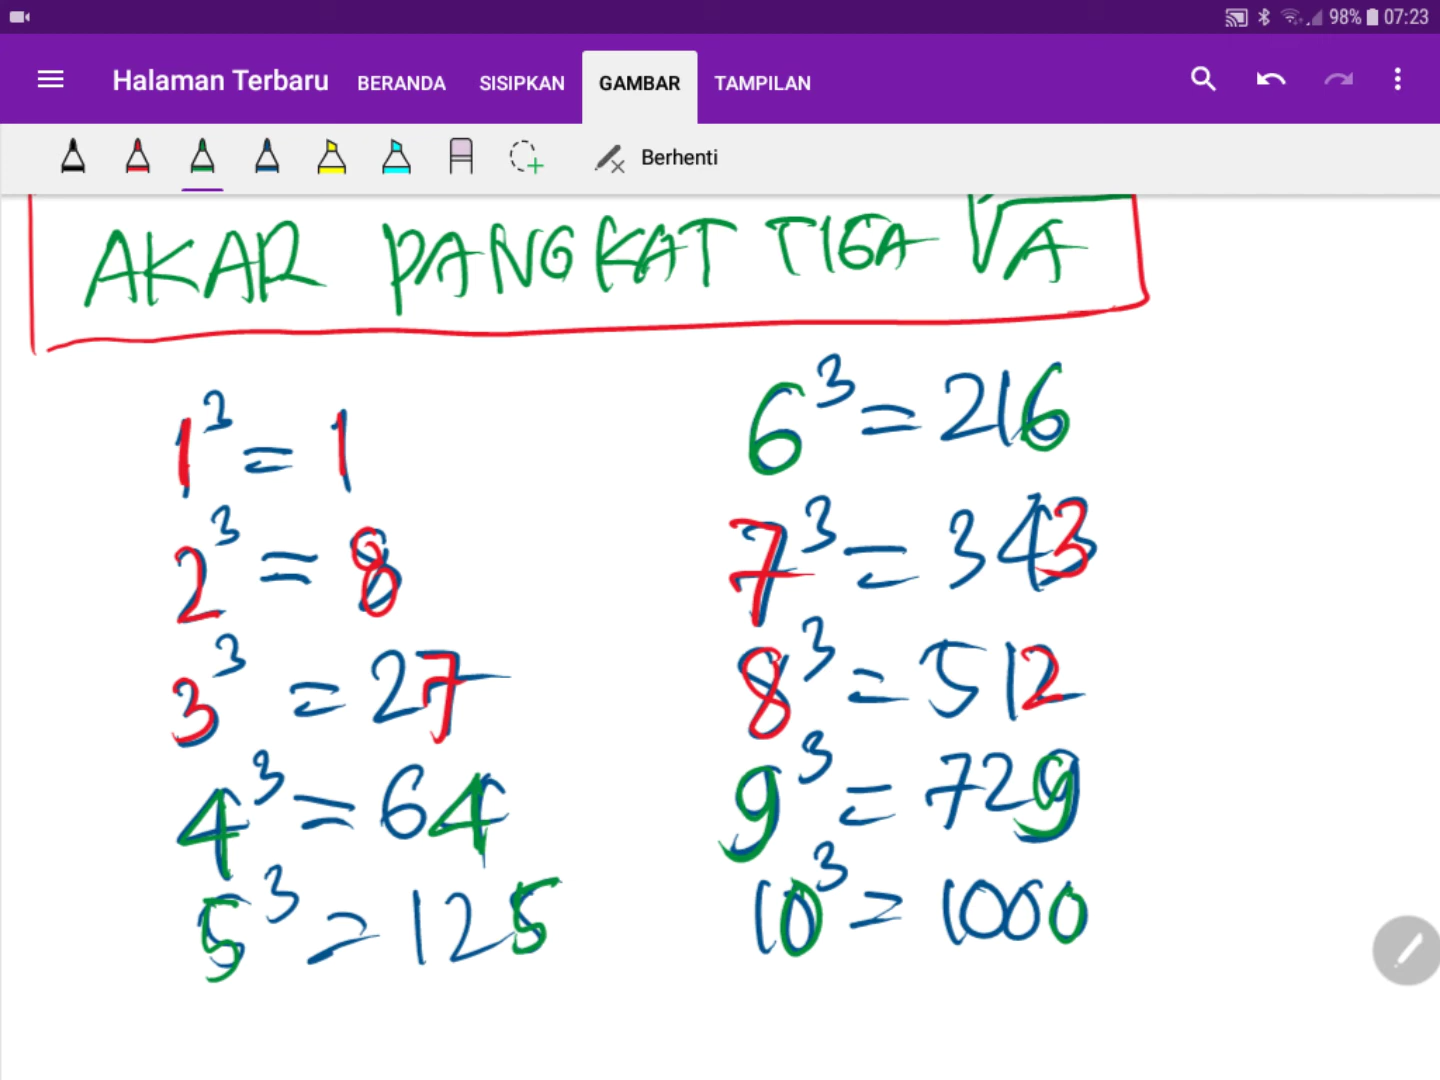 98% 07:23
Halaman Terbaru BERANDA SISIPKAN GAMBAR TAMPILAN
Berhenti
AKAR PANGKAT TIGA ∛A
1³ = 1
2³ = 8
3³ = 27
4³ = 64
5³ = 125
6³ = 216
7³ = 343
8³ = 512
9³ = 729
10³ = 1000